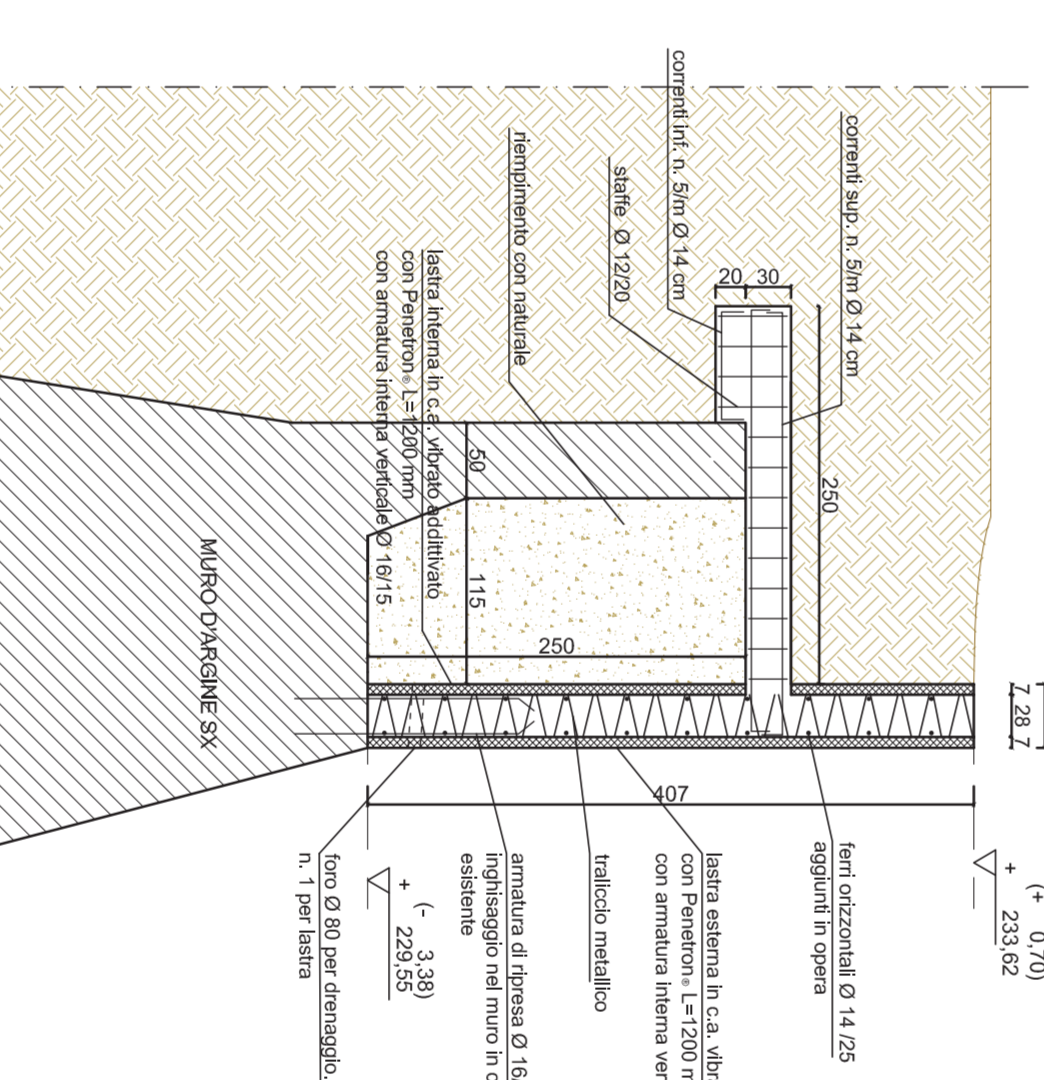 correnti sup. n. 5/m Ø 14 cm
correnti inf. n. 5/m Ø 14 cm
staffe Ø 12/20
riempimento con naturale
lastra interna in c.a. vibrato addittivato
con Penetron® L=1200 mm
con armatura interna verticale Ø 16/15
20
30
250
50
115
250
MURO D'ARGINE SX
7
28
7
407
(+ 0,70)
+ 233,62
ferri orizzontali Ø 14 /25
aggiunti in opera
lastra esterna in c.a.
con Penetron® L=1200
con armatura interna
traliccio metallico
armatura di ripresa Ø
inghisaggio nel muro in
esistente
(- 3,38)
+ 229,55
foro Ø 80 per drenaggio.
n. 1 per lastra